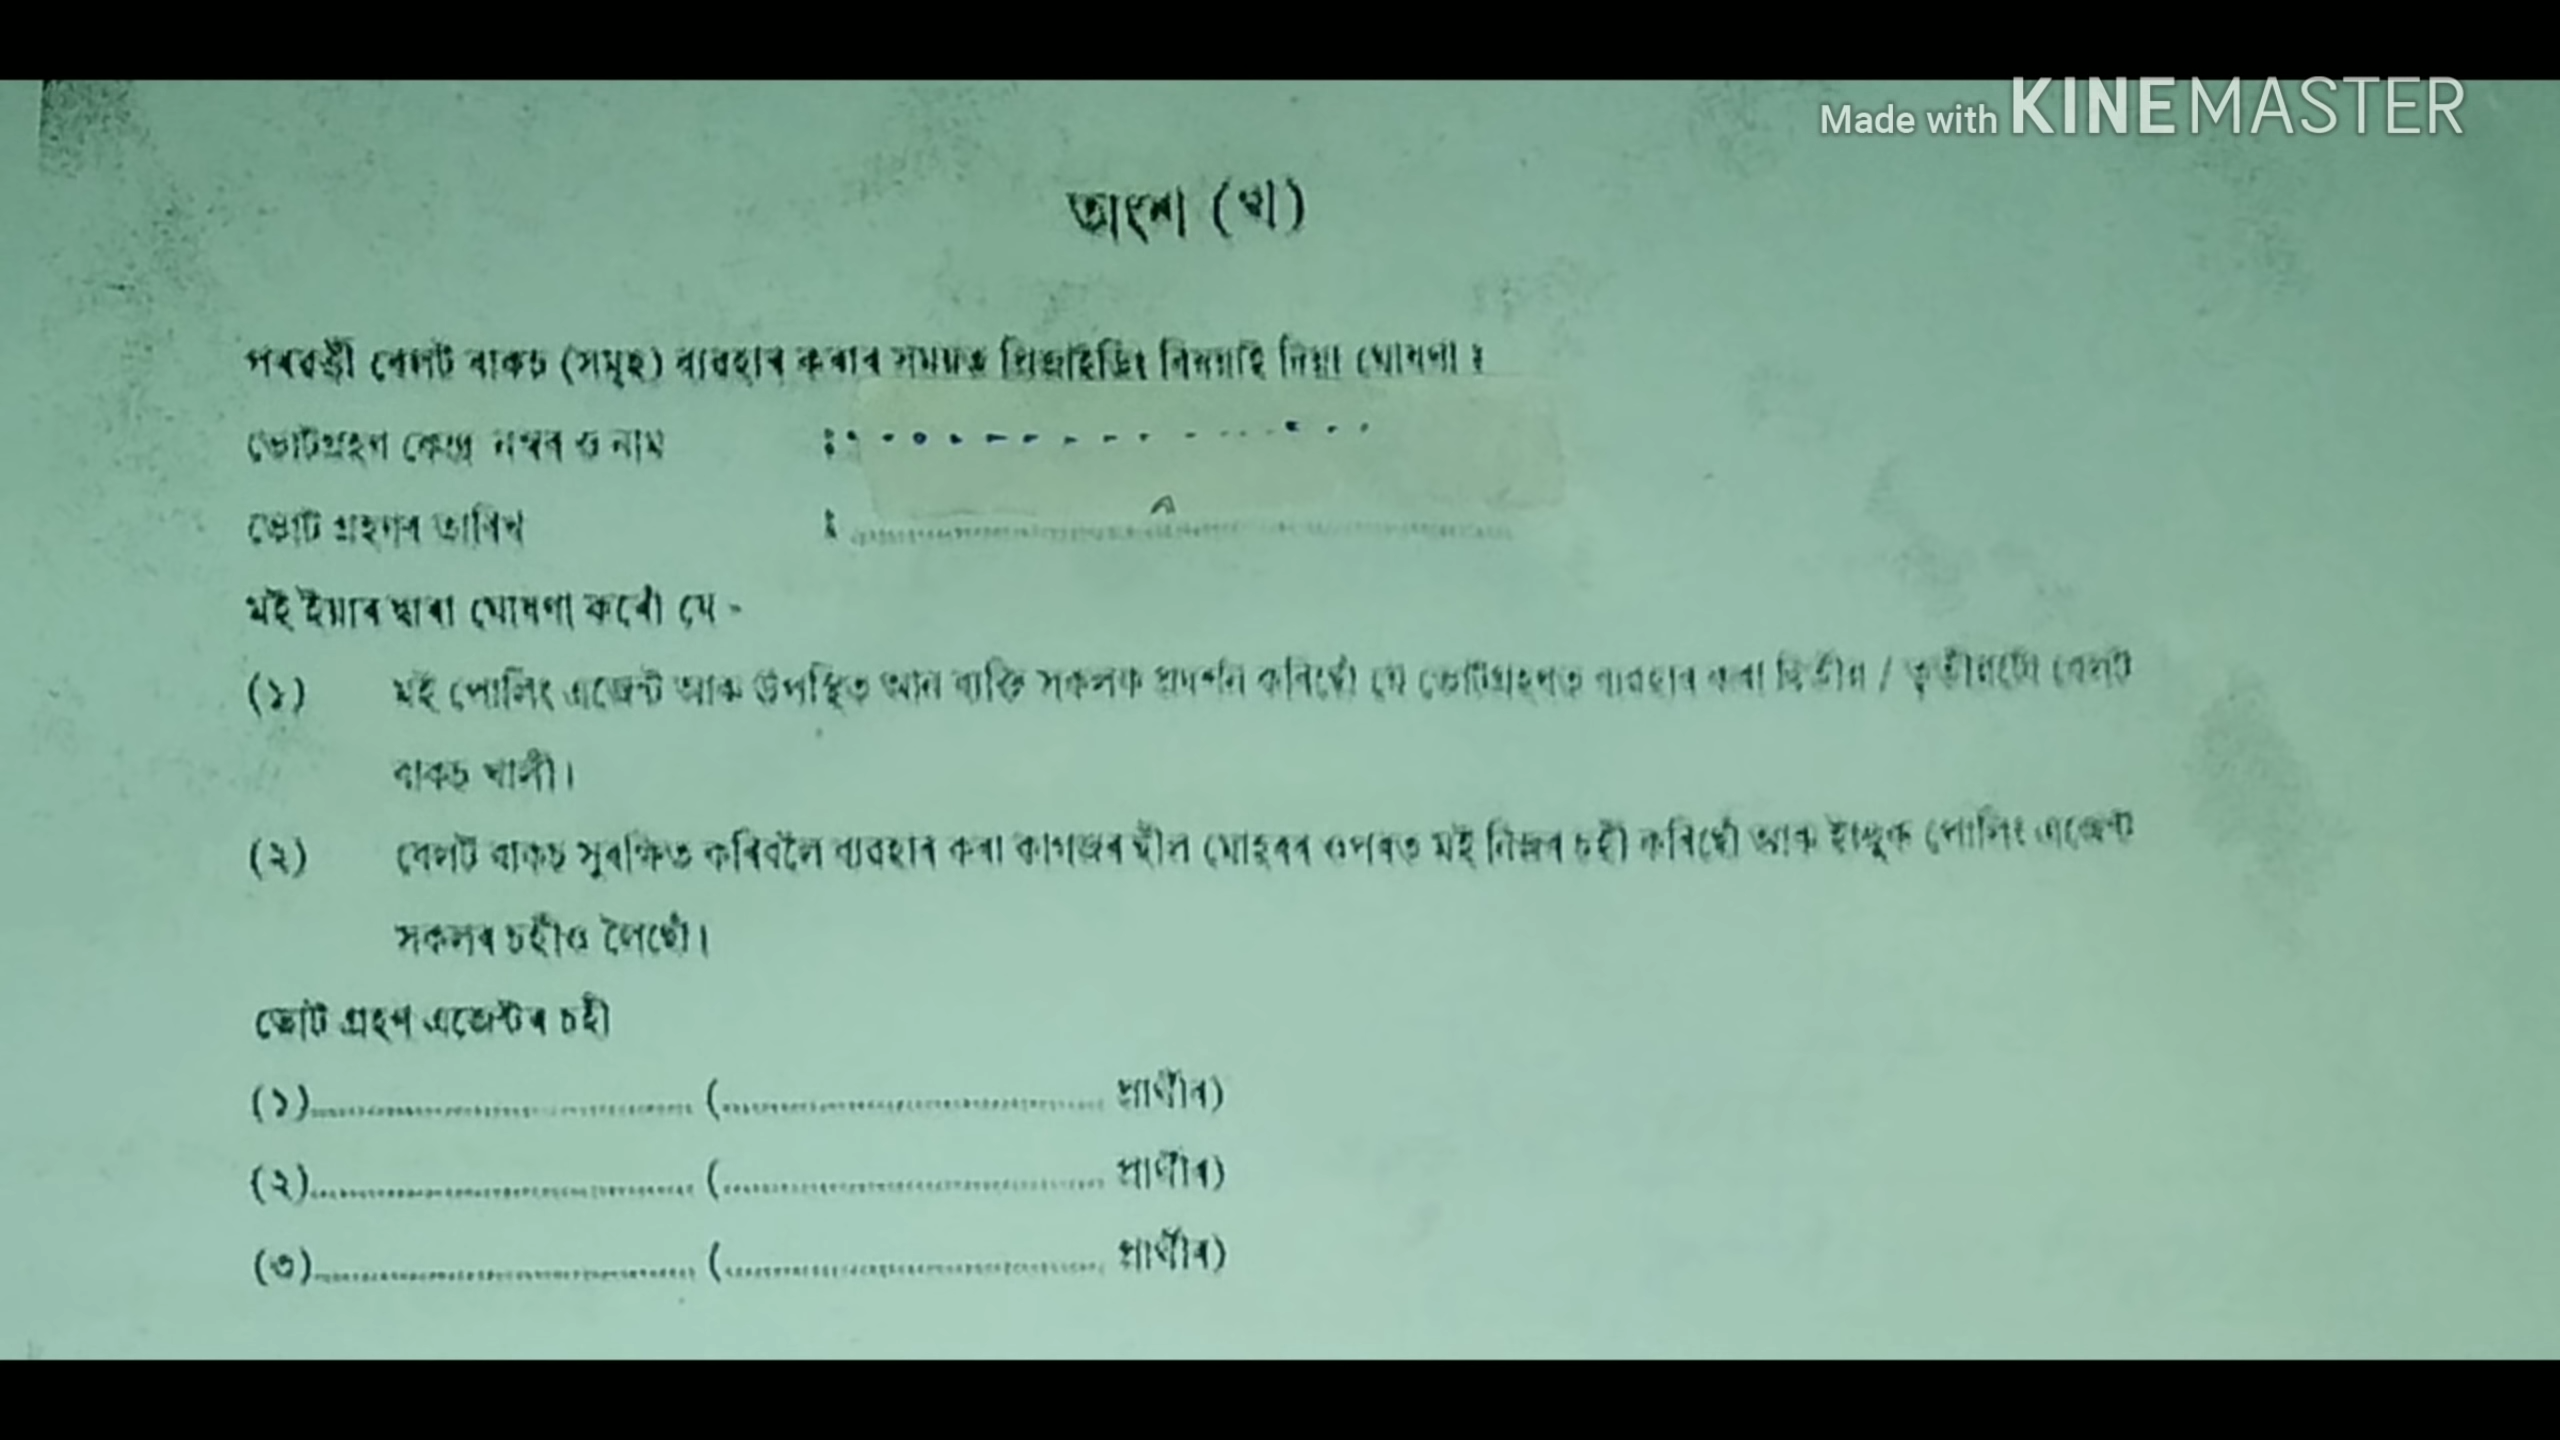 Made with KINEMASTER
অংশ (খ)
পৰবৰ্ত্তী বেলট বাকচ (সমূহ) ব্যৱহাৰ কৰাৰ সময়ত প্ৰিজাইডিং বিষয়াই দিয়া ঘোষণা :
ভোটগ্ৰহণ কেন্দ্ৰ নম্বৰ ও নাম :
ভোট গ্ৰহণৰ তাৰিখ :
মই ইয়াৰ দ্বাৰা ঘোষণা কৰোঁ যে -
(১) মই পোলিং এজেন্ট আৰু উপস্থিত আন ব্যক্তি সকলক প্ৰদৰ্শন কৰিছোঁ যে ভোটগ্ৰহণত ব্যৱহাৰ কৰা দ্বিতীয় / তৃতীয়টো বেলট
বাকচ খালী।
(২) বেলট বাকচ সুৰক্ষিত কৰিবলৈ ব্যৱহাৰ কৰা কাগজৰ ছীল মোহৰৰ ওপৰত মই নিজৰ চহী কৰিছোঁ আৰু ইচ্ছুক পোলিং এজেন্ট
সকলৰ চহীও লৈছোঁ।
ভোট গ্ৰহণ এজেন্টৰ চহী
(১)........................ (........................ প্ৰাৰ্থীৰ)
(২)........................ (........................ প্ৰাৰ্থীৰ)
(৩)........................ (........................ প্ৰাৰ্থীৰ)